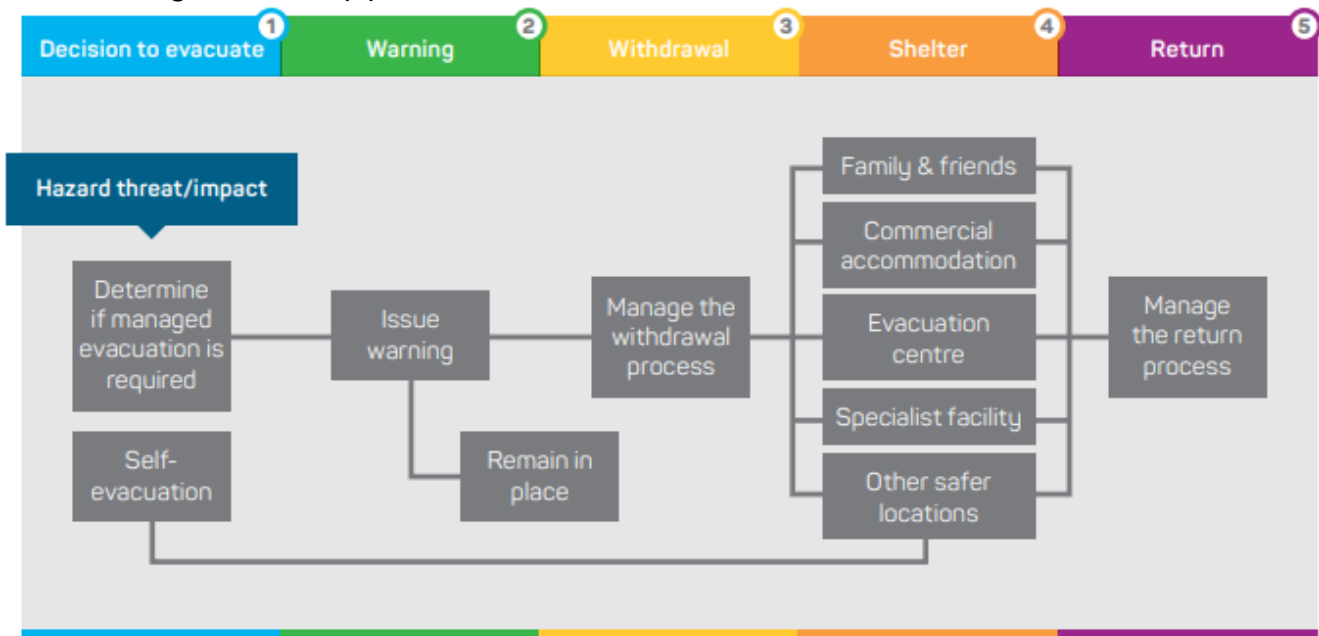 Decision to evacuate 1
Warning 2
Withdrawal 3
Shelter 4
Return 5
Hazard threat/impact
Determine
if managed
evacuation is
required
Self-
evacuation
Issue
warning
Remain in
place
Manage the
withdrawal
process
Family & friends
Commercial
accommodation
Evacuation
centre
Specialist facility
Other safer
locations
Manage
the return
process